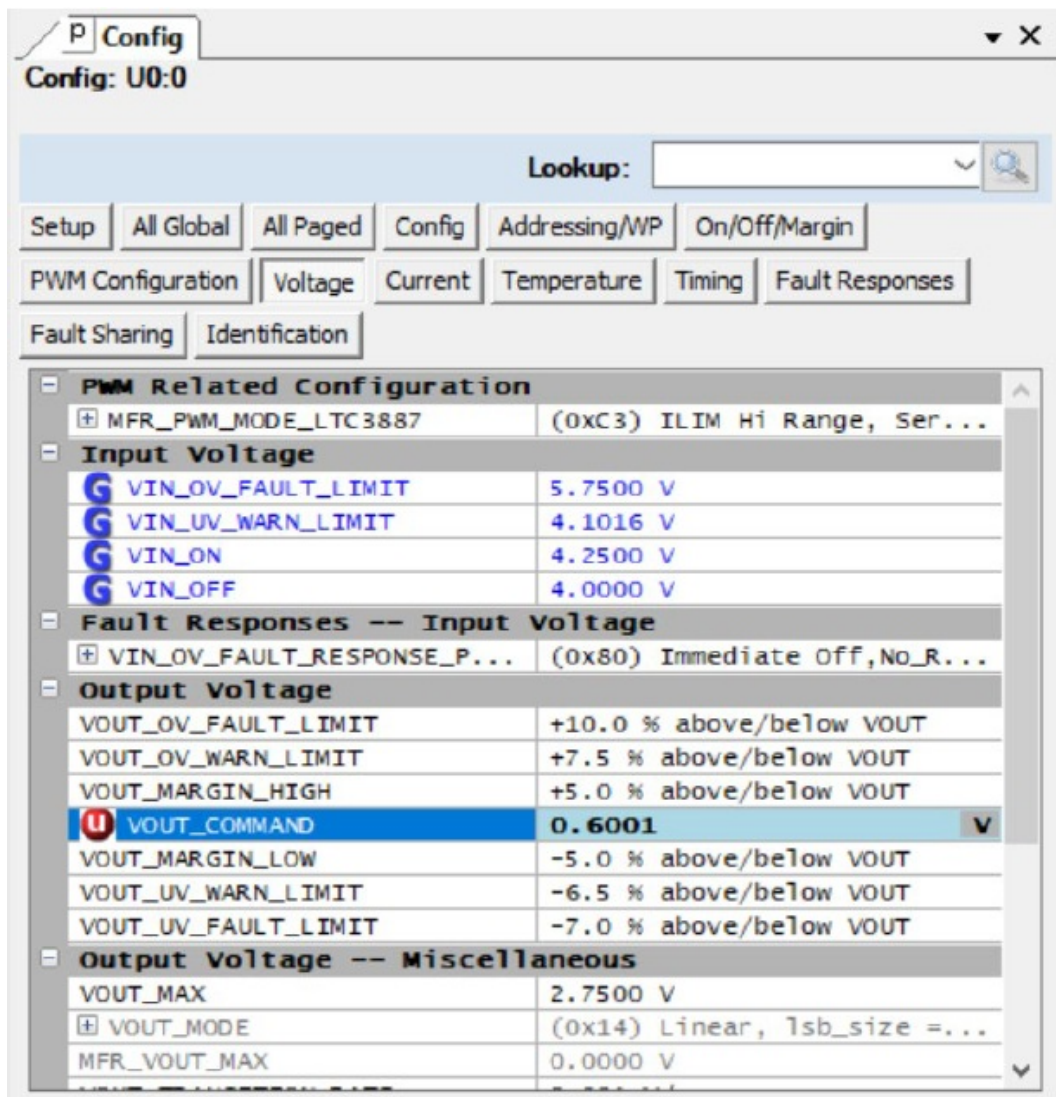 P Config
Config: U0:0
Lookup:
Setup All Global All Paged Config Addressing/WP On/Off/Margin
PWM Configuration Voltage Current Temperature Timing Fault Responses
Fault Sharing Identification
PWM Related Configuration
MFR_PWM_MODE_LTC3887 (0xC3) ILIM Hi Range, Ser...
Input Voltage
G VIN_OV_FAULT_LIMIT 5.7500 V
G VIN_UV_WARN_LIMIT 4.1016 V
G VIN_ON 4.2500 V
G VIN_OFF 4.0000 V
Fault Responses -- Input Voltage
VIN_OV_FAULT_RESPONSE_P... (0x80) Immediate Off,No_R...
Output Voltage
VOUT_OV_FAULT_LIMIT +10.0 % above/below VOUT
VOUT_OV_WARN_LIMIT +7.5 % above/below VOUT
VOUT_MARGIN_HIGH +5.0 % above/below VOUT
U VOUT_COMMAND 0.6001 V
VOUT_MARGIN_LOW -5.0 % above/below VOUT
VOUT_UV_WARN_LIMIT -6.5 % above/below VOUT
VOUT_UV_FAULT_LIMIT -7.0 % above/below VOUT
Output Voltage -- Miscellaneous
VOUT_MAX 2.7500 V
VOUT_MODE (0x14) Linear, lsb_size =...
MFR_VOUT_MAX 0.0000 V